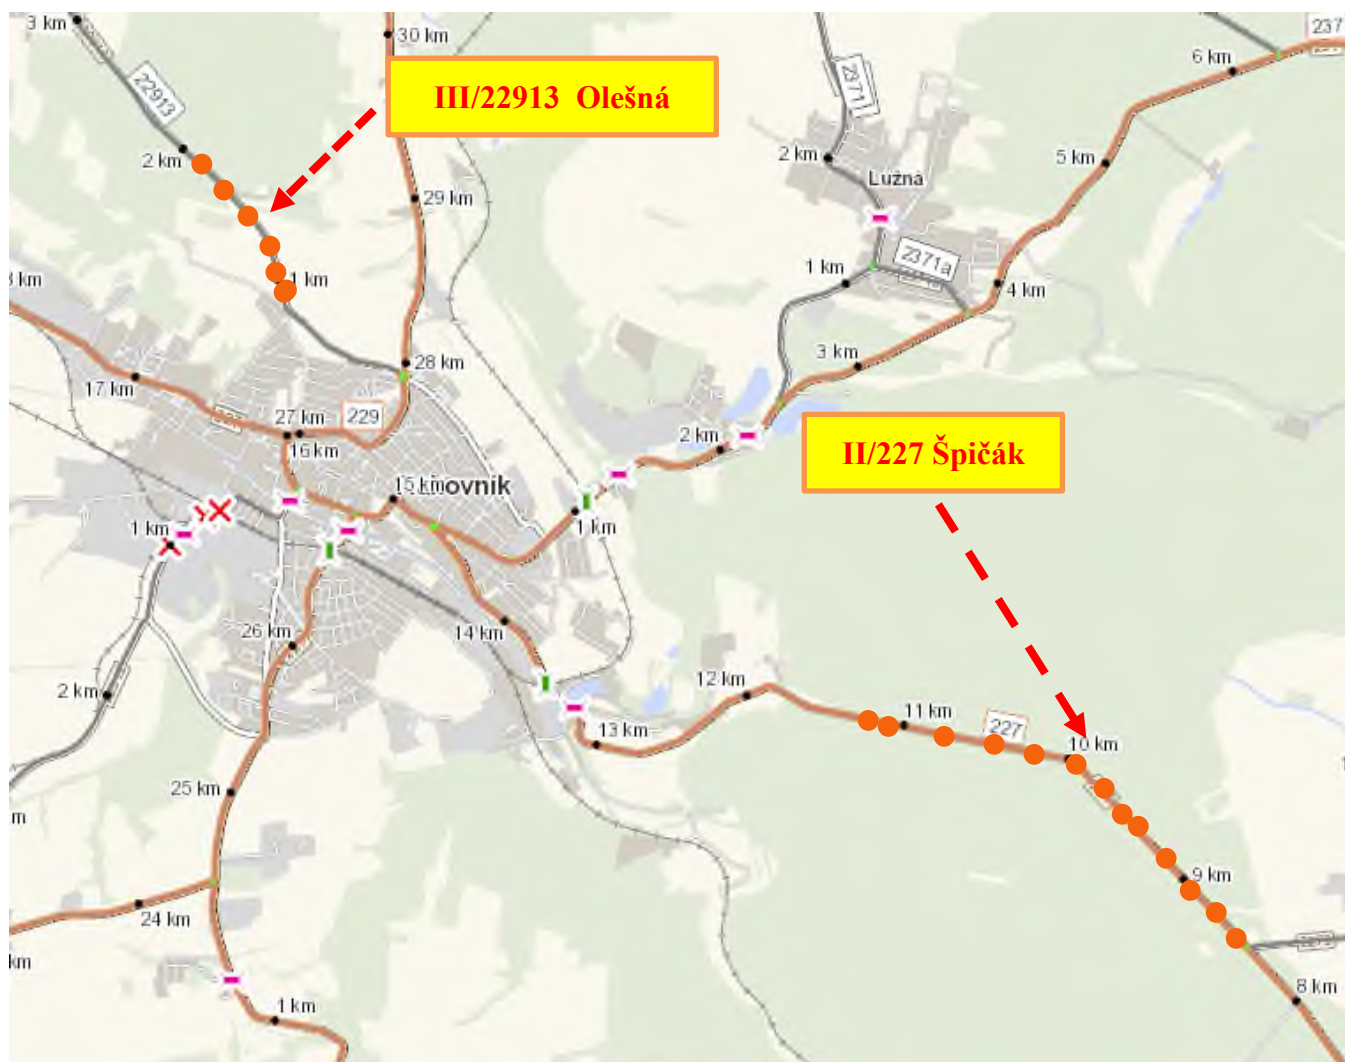 3 km
30 km
237
6 km
22913
III/22913 Olešná
2371
2 km
2 km
5 km
Lužná
29 km
2371a
1 km
1 km
4 km
3 km
28 km
17 km
27 km
229
16 km
2 km
II/227 Špičák
15 km
1 km
1 km
14 km
26 km
2 km
12 km
11 km
227
13 km
10 km
25 km
m
9 km
24 km
km
8 km
1 km